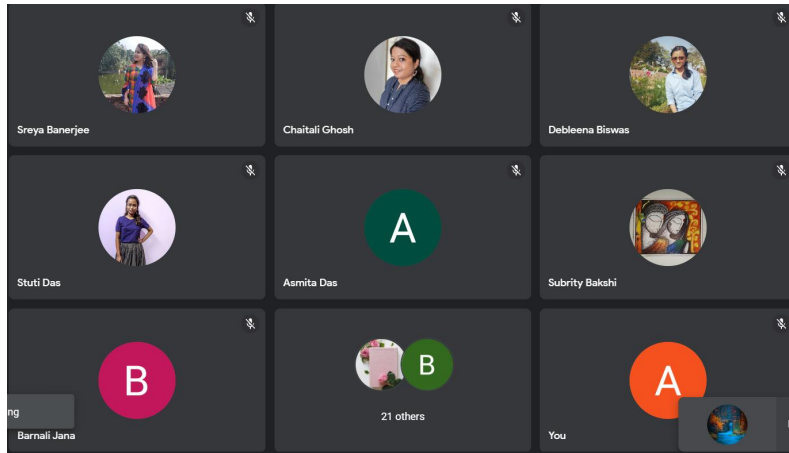 Sreya Banerjee
Chaitali Ghosh
Debleena Biswas
Stuti Das
A
Asmita Das
Subrity Bakshi
B
B
A
21 others
ng
Barnali Jana
You